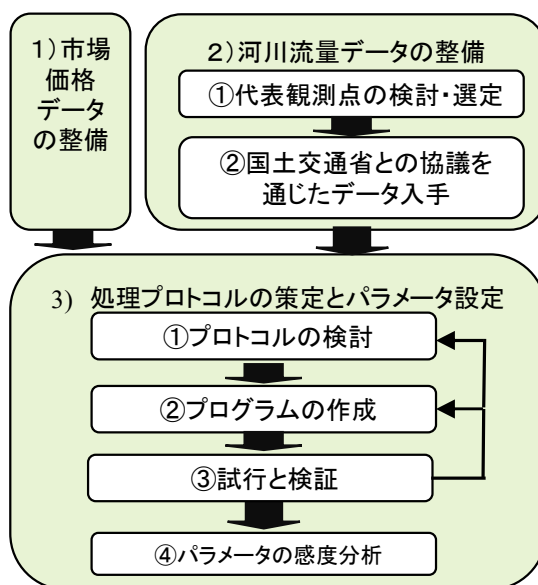 1)市場
価格
データ
の整備
2)河川流量データの整備
①代表観測点の検討・選定
②国土交通省との協議を
通じたデータ入手
3) 処理プロトコルの策定とパラメータ設定
①プロトコルの検討
②プログラムの作成
③試行と検証
④パラメータの感度分析